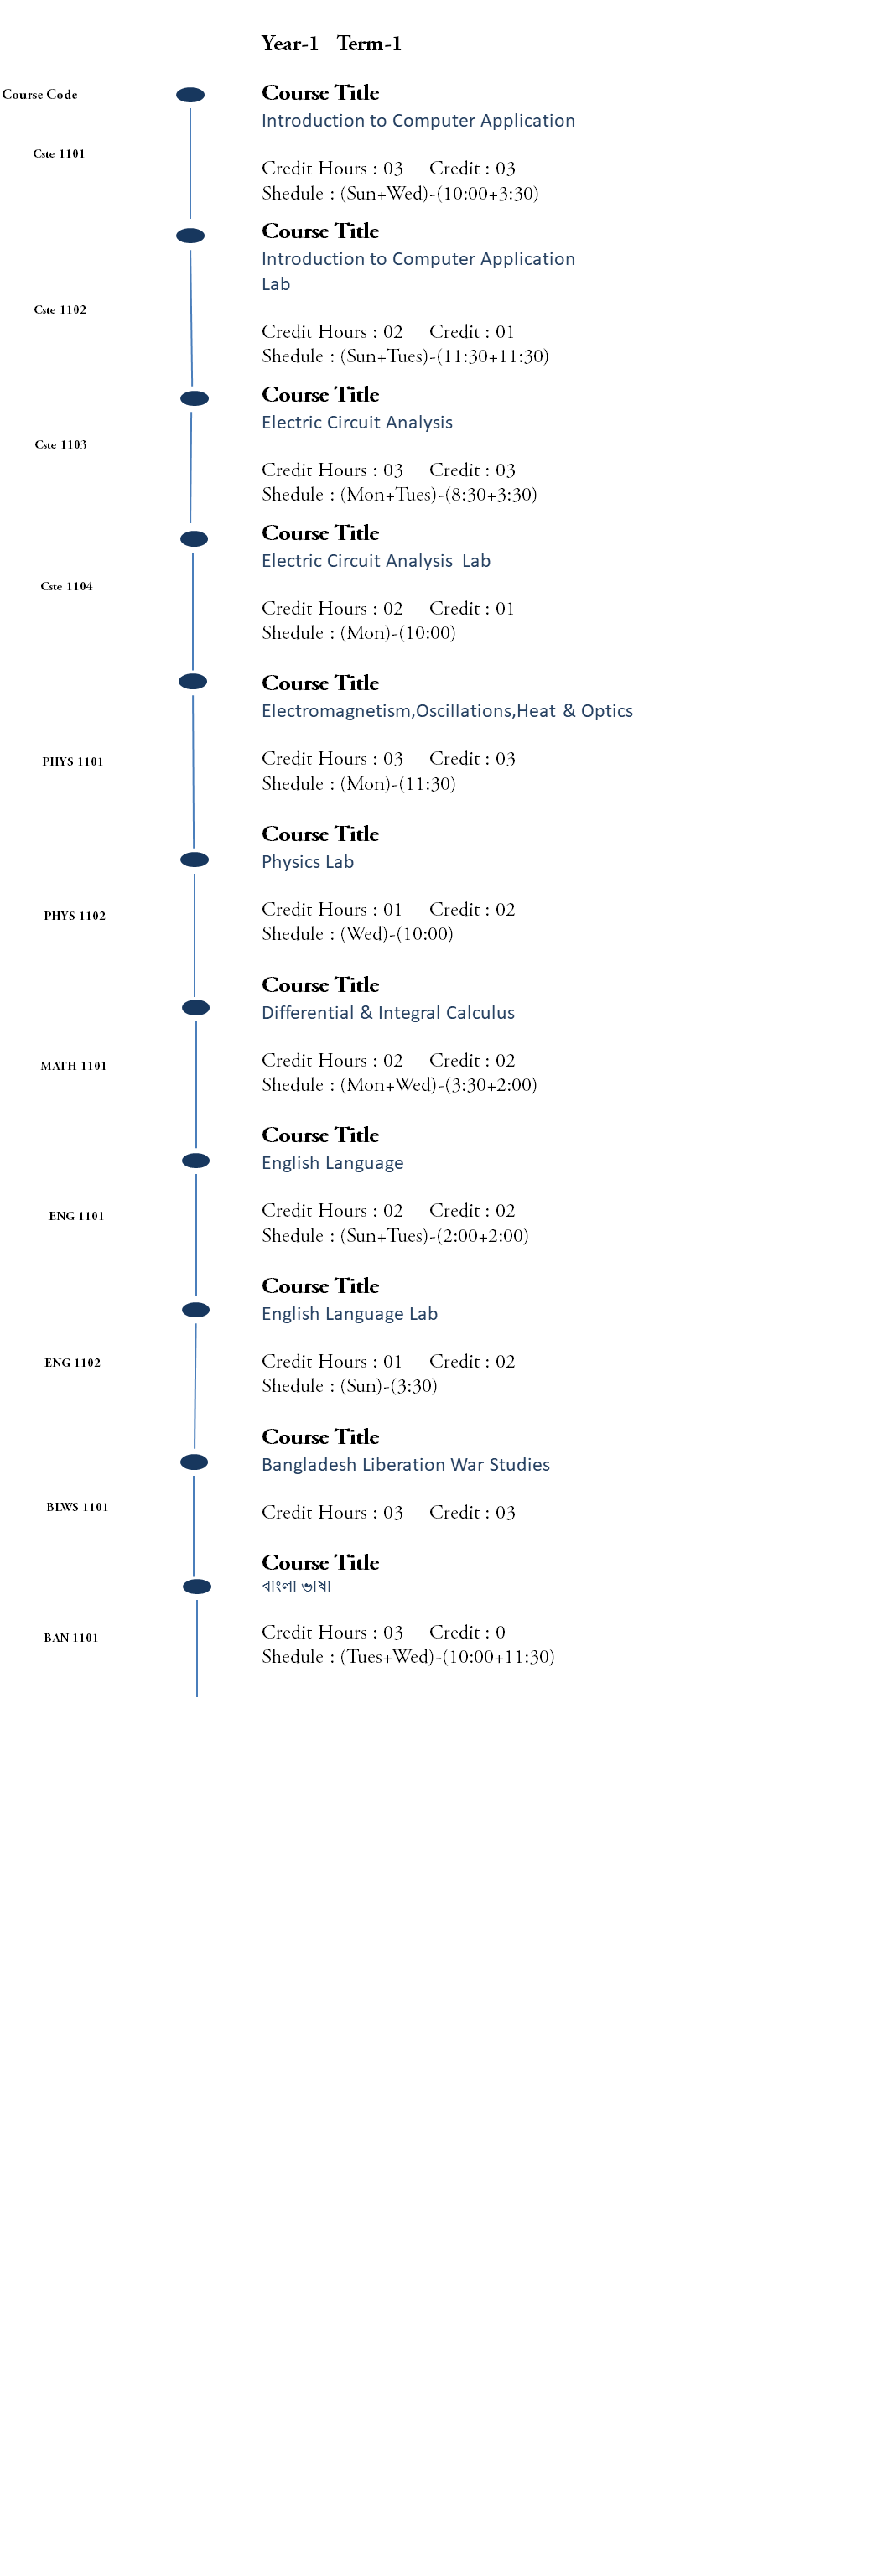 Year-1 Term-1
Course Code
Course Title
Introduction to Computer Application
Cste 1101
Credit Hours : 03 Credit : 03
Shedule : (Sun+Wed)-(10:00+3:30)
Course Title
Introduction to Computer Application
Lab
Cste 1102
Credit Hours : 02 Credit : 01
Shedule : (Sun+Tues)-(11:30+11:30)
Course Title
Electric Circuit Analysis
Cste 1103
Credit Hours : 03 Credit : 03
Shedule : (Mon+Tues)-(8:30+3:30)
Course Title
Electric Circuit Analysis Lab
Cste 1104
Credit Hours : 02 Credit : 01
Shedule : (Mon)-(10:00)
Course Title
Electromagnetism,Oscillations,Heat & Optics
PHYS 1101
Credit Hours : 03 Credit : 03
Shedule : (Mon)-(11:30)
Course Title
Physics Lab
PHYS 1102
Credit Hours : 01 Credit : 02
Shedule : (Wed)-(10:00)
Course Title
Differential & Integral Calculus
MATH 1101
Credit Hours : 02 Credit : 02
Shedule : (Mon+Wed)-(3:30+2:00)
Course Title
English Language
ENG 1101
Credit Hours : 02 Credit : 02
Shedule : (Sun+Tues)-(2:00+2:00)
Course Title
English Language Lab
ENG 1102
Credit Hours : 01 Credit : 02
Shedule : (Sun)-(3:30)
Course Title
Bangladesh Liberation War Studies
BLWS 1101
Credit Hours : 03 Credit : 03
Course Title
বাংলা ভাষা
BAN 1101
Credit Hours : 03 Credit : 0
Shedule : (Tues+Wed)-(10:00+11:30)